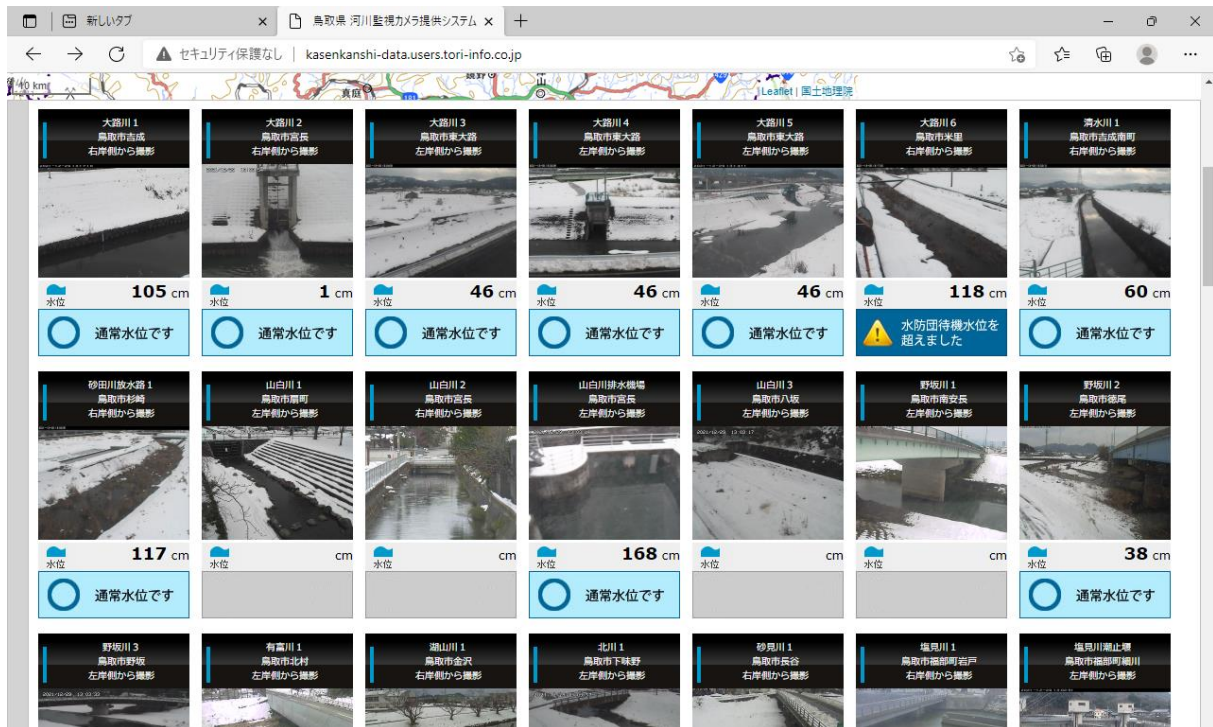 新しいタブ
鳥取県 河川監視カメラ提供システム
セキュリティ保護なし | kasenkanshi-data.users.tori-info.co.jp
10 km
真庭
181
429
Leaflet | 国土地理院
大路川 1
鳥取市吉成
右岸側から撮影
水位 105 cm
通常水位です
大路川 2
鳥取市宮長
右岸側から撮影
水位 1 cm
通常水位です
大路川 3
鳥取市東大路
左岸側から撮影
水位 46 cm
通常水位です
大路川 4
鳥取市東大路
左岸側から撮影
水位 46 cm
通常水位です
大路川 5
鳥取市東大路
左岸側から撮影
水位 46 cm
通常水位です
大路川 6
鳥取市米里
左岸側から撮影
水位 118 cm
水防団待機水位を
超えました
清水川 1
鳥取市吉成南町
右岸側から撮影
水位 60 cm
通常水位です
砂田川放水路 1
鳥取市杉崎
右岸側から撮影
水位 117 cm
通常水位です
山白川 1
鳥取市扇町
左岸側から撮影
水位 cm
山白川 2
鳥取市宮長
右岸側から撮影
水位 cm
山白川排水機場
鳥取市宮長
左岸側から撮影
水位 168 cm
通常水位です
山白川 3
鳥取市八坂
左岸側から撮影
水位 cm
野坂川 1
鳥取市南安長
左岸側から撮影
水位 cm
野坂川 2
鳥取市徳尾
左岸側から撮影
水位 38 cm
通常水位です
野坂川 3
鳥取市野坂
左岸側から撮影
有富川 1
鳥取市北村
左岸側から撮影
湖山川 1
鳥取市金沢
右岸側から撮影
北川 1
鳥取市下味野
左岸側から撮影
砂見川 1
鳥取市長谷
右岸側から撮影
塩見川 1
鳥取市福部町岩戸
右岸側から撮影
塩見川潮止堰
鳥取市福部町細川
左岸側から撮影